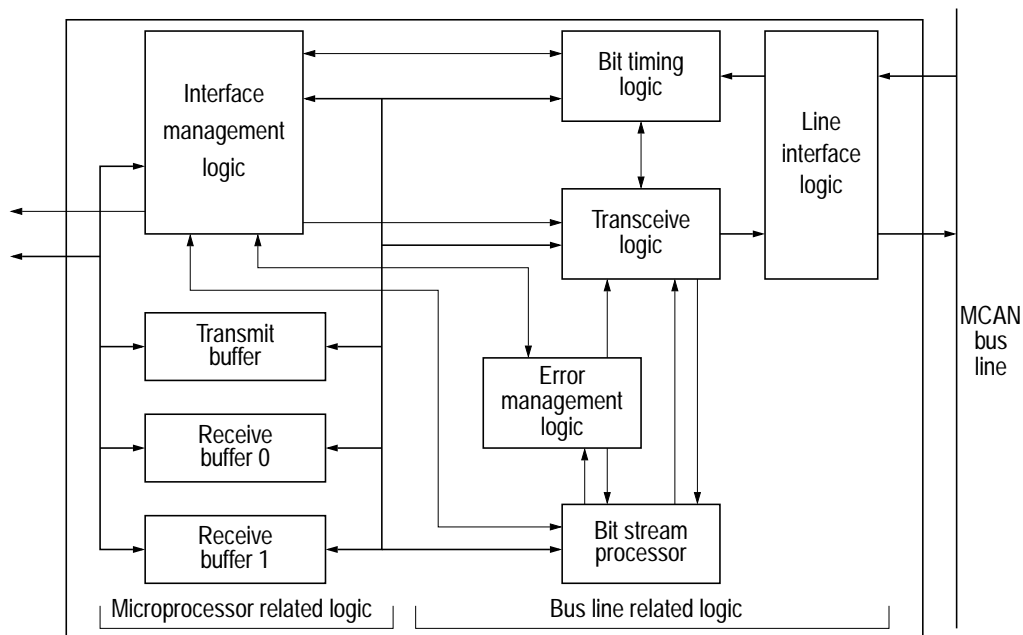 Interface
management
logic
Bit timing
logic
Line
interface
logic
Transceive
logic
MCAN
bus
line
Transmit
buffer
Error
management
logic
Receive
buffer 0
Receive
buffer 1
Bit stream
processor
Microprocessor related logic
Bus line related logic